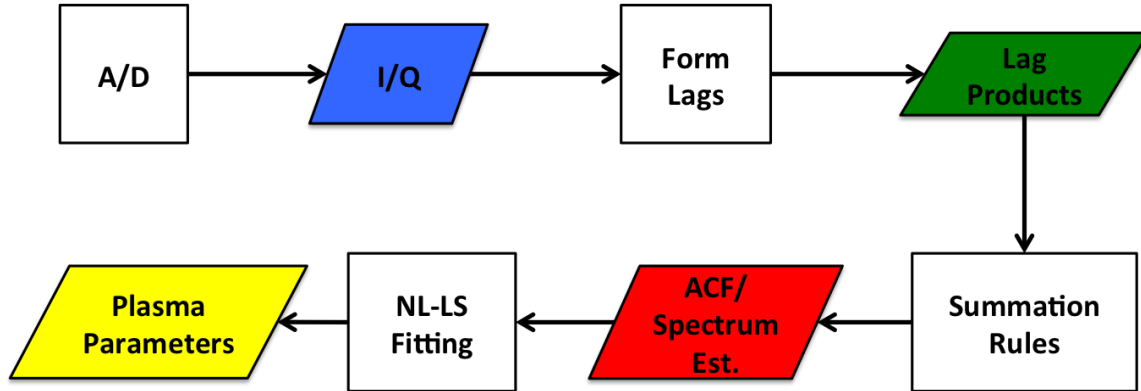 A/D
I/Q
Form
Lags
Lag
Products
Plasma
Parameters
NL-LS
Fitting
ACF/
Spectrum
Est.
Summation
Rules